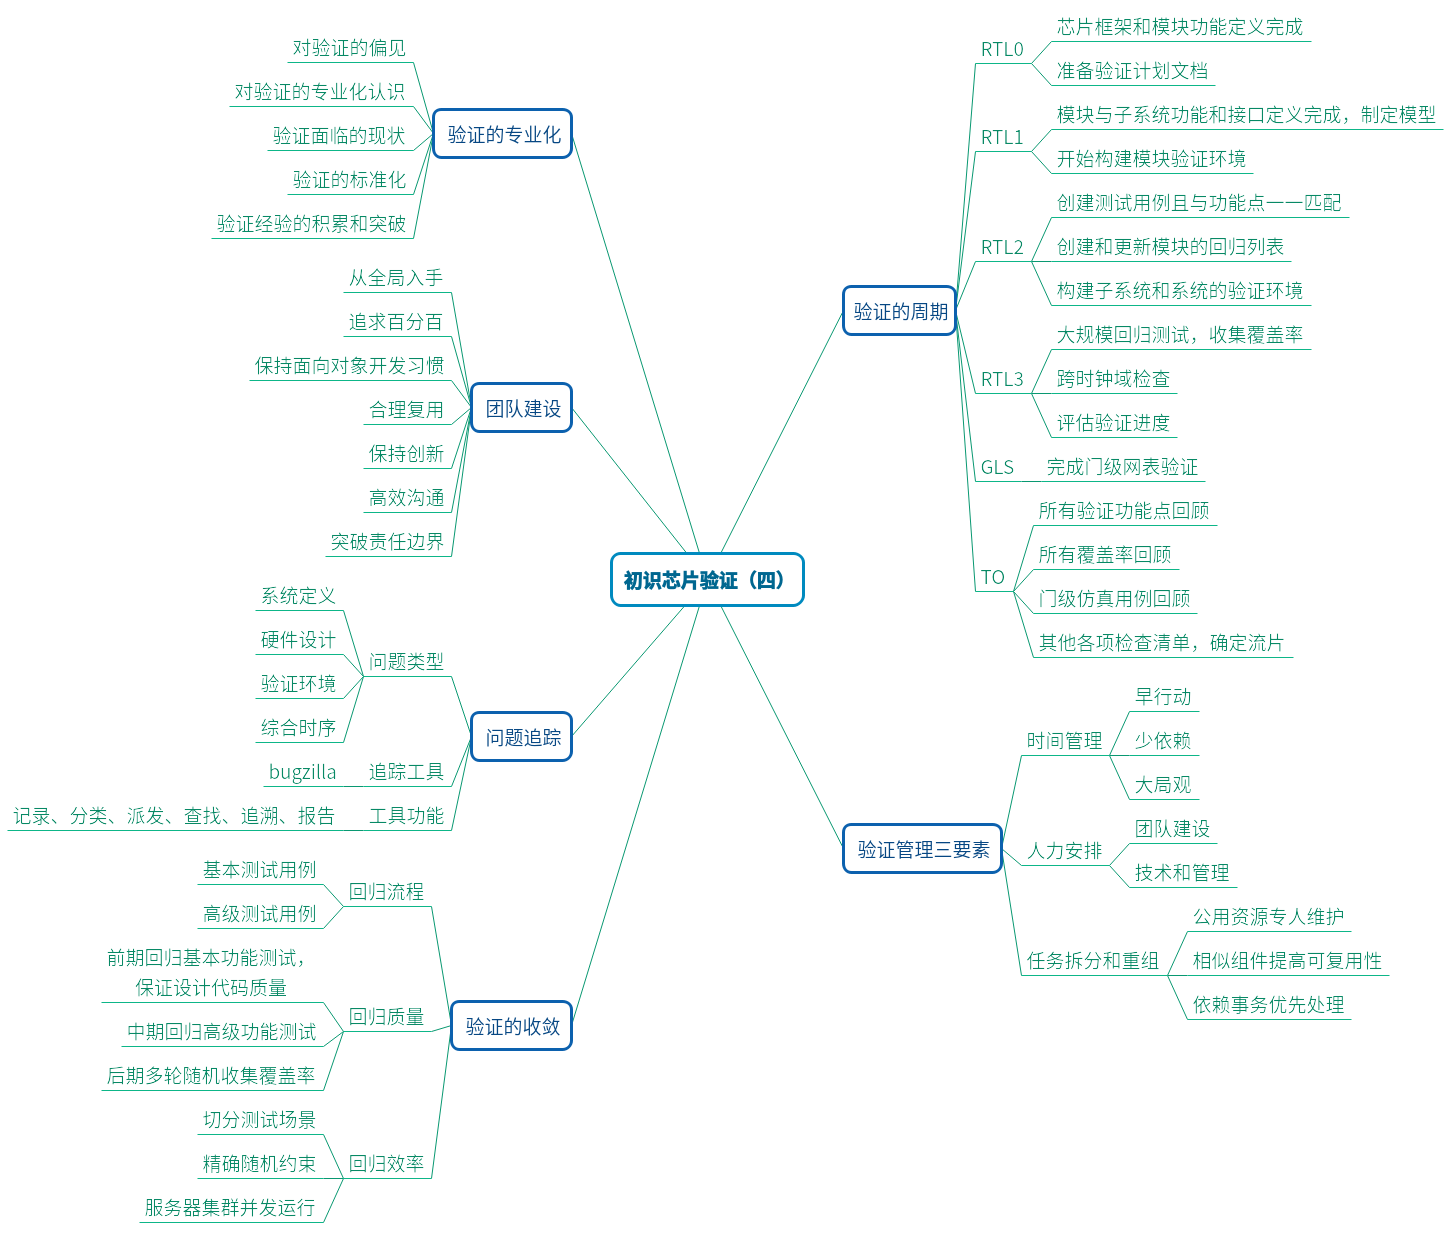 初识芯片验证（四）
验证的周期
RTL0
芯片框架和模块功能定义完成
准备验证计划文档
RTL1
模块与子系统功能和接口定义完成，制定模型
开始构建模块验证环境
RTL2
创建测试用例且与功能点一一匹配
创建和更新模块的回归列表
构建子系统和系统的验证环境
RTL3
大规模回归测试，收集覆盖率
跨时钟域检查
评估验证进度
GLS
完成门级网表验证
TO
所有验证功能点回顾
所有覆盖率回顾
门级仿真用例回顾
其他各项检查清单，确定流片
验证管理三要素
时间管理
早行动
少依赖
大局观
人力安排
团队建设
技术和管理
任务拆分和重组
公用资源专人维护
相似组件提高可复用性
依赖事务优先处理
验证的专业化
对验证的偏见
对验证的专业化认识
验证面临的现状
验证的标准化
验证经验的积累和突破
团队建设
从全局入手
追求百分百
保持面向对象开发习惯
合理复用
保持创新
高效沟通
突破责任边界
问题追踪
问题类型
系统定义
硬件设计
验证环境
综合时序
追踪工具
bugzilla
工具功能
记录、分类、派发、查找、追溯、报告
验证的收敛
回归流程
基本测试用例
高级测试用例
回归质量
前期回归基本功能测试，
保证设计代码质量
中期回归高级功能测试
后期多轮随机收集覆盖率
回归效率
切分测试场景
精确随机约束
服务器集群并发运行